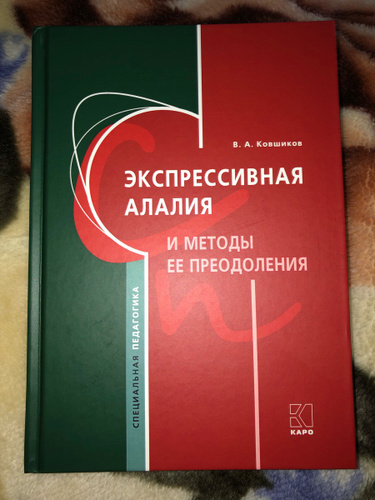 В. А. Ковшиков
ЭКСПРЕССИВНАЯ
АЛАЛИЯ
И МЕТОДЫ
ЕЕ ПРЕОДОЛЕНИЯ
СПЕЦИАЛЬНАЯ ПЕДАГОГИКА
КАРО